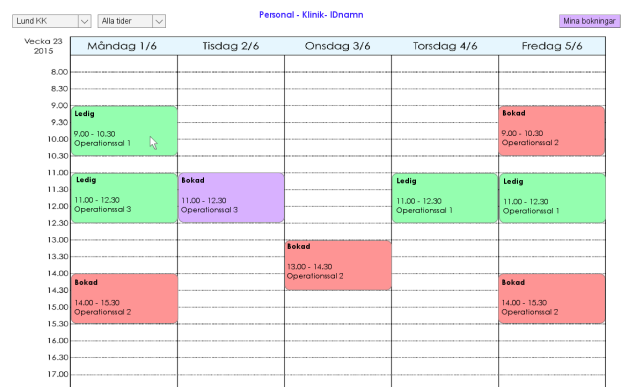 Lund KK
Alla tider
Personal - Klinik- IDnamn
Mina bokningar
Vecka 23
2015
Måndag 1/6
Tisdag 2/6
Onsdag 3/6
Torsdag 4/6
Fredag 5/6
8.00
8.30
9.00
Ledig
9.00 - 10.30
Operationssal 1
Bokad
9.00 - 10.30
Operationssal 2
9.30
10.00
10.30
11.00
Ledig
11.00 - 12.30
Operationssal 3
Bokad
11.00 - 12.30
Operationssal 3
Ledig
11.00 - 12.30
Operationssal 1
Ledig
11.00 - 12.30
Operationssal 1
11.30
12.00
12.30
13.00
Bokad
13.00 - 14.30
Operationssal 2
13.30
14.00
Bokad
14.00 - 15.30
Operationssal 2
Bokad
14.00 - 15.30
Operationssal 2
14.30
15.00
15.30
16.00
16.30
17.00